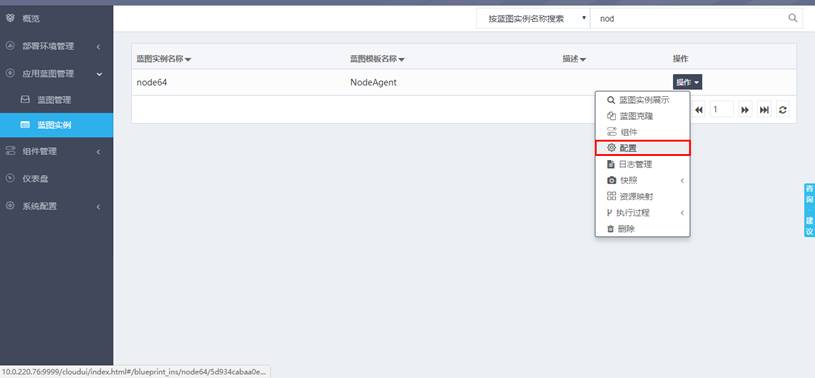 概览
部署环境管理
应用蓝图管理
蓝图管理
蓝图实例
组件管理
仪表盘
系统配置
按蓝图实例名称搜索
nod
蓝图实例名称 蓝图模板名称 描述 操作
node64 NodeAgent 操作
1
蓝图实例展示
蓝图克隆
组件
配置
日志管理
快照
资源映射
执行过程
删除
咨询·建议
10.0.220.76:9999/cloudui/index.html#/blueprint_ins/node64/5d934cabaa0e...